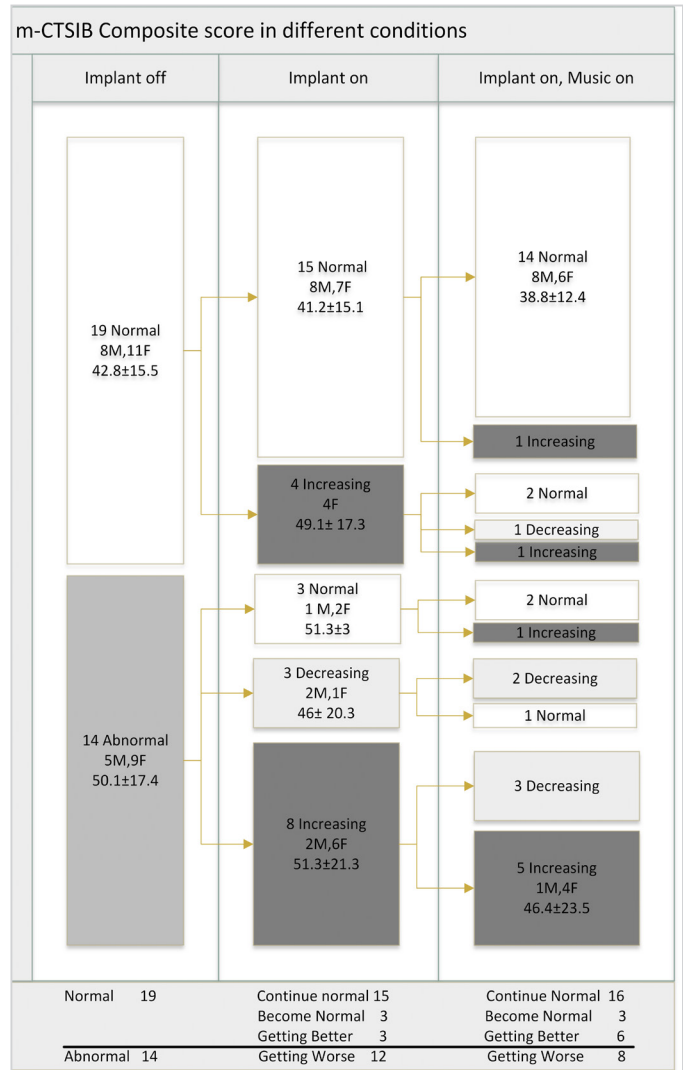 m-CTSIB Composite score in different conditions
Implant off
Implant on
Implant on, Music on
19 Normal
8M,11F
42.8±15.5
15 Normal
8M,7F
41.2±15.1
14 Normal
8M,6F
38.8±12.4
1 Increasing
4 Increasing
4F
49.1± 17.3
2 Normal
1 Decreasing
1 Increasing
14 Abnormal
5M,9F
50.1±17.4
3 Normal
1 M,2F
51.3±3
2 Normal
1 Increasing
3 Decreasing
2M,1F
46± 20.3
2 Decreasing
1 Normal
8 Increasing
2M,6F
51.3±21.3
3 Decreasing
5 Increasing
1M,4F
46.4±23.5
Normal 19
Continue normal 15
Continue Normal 16
Become Normal 3
Become Normal 3
Getting Better 3
Getting Better 6
Abnormal 14
Getting Worse 12
Getting Worse 8